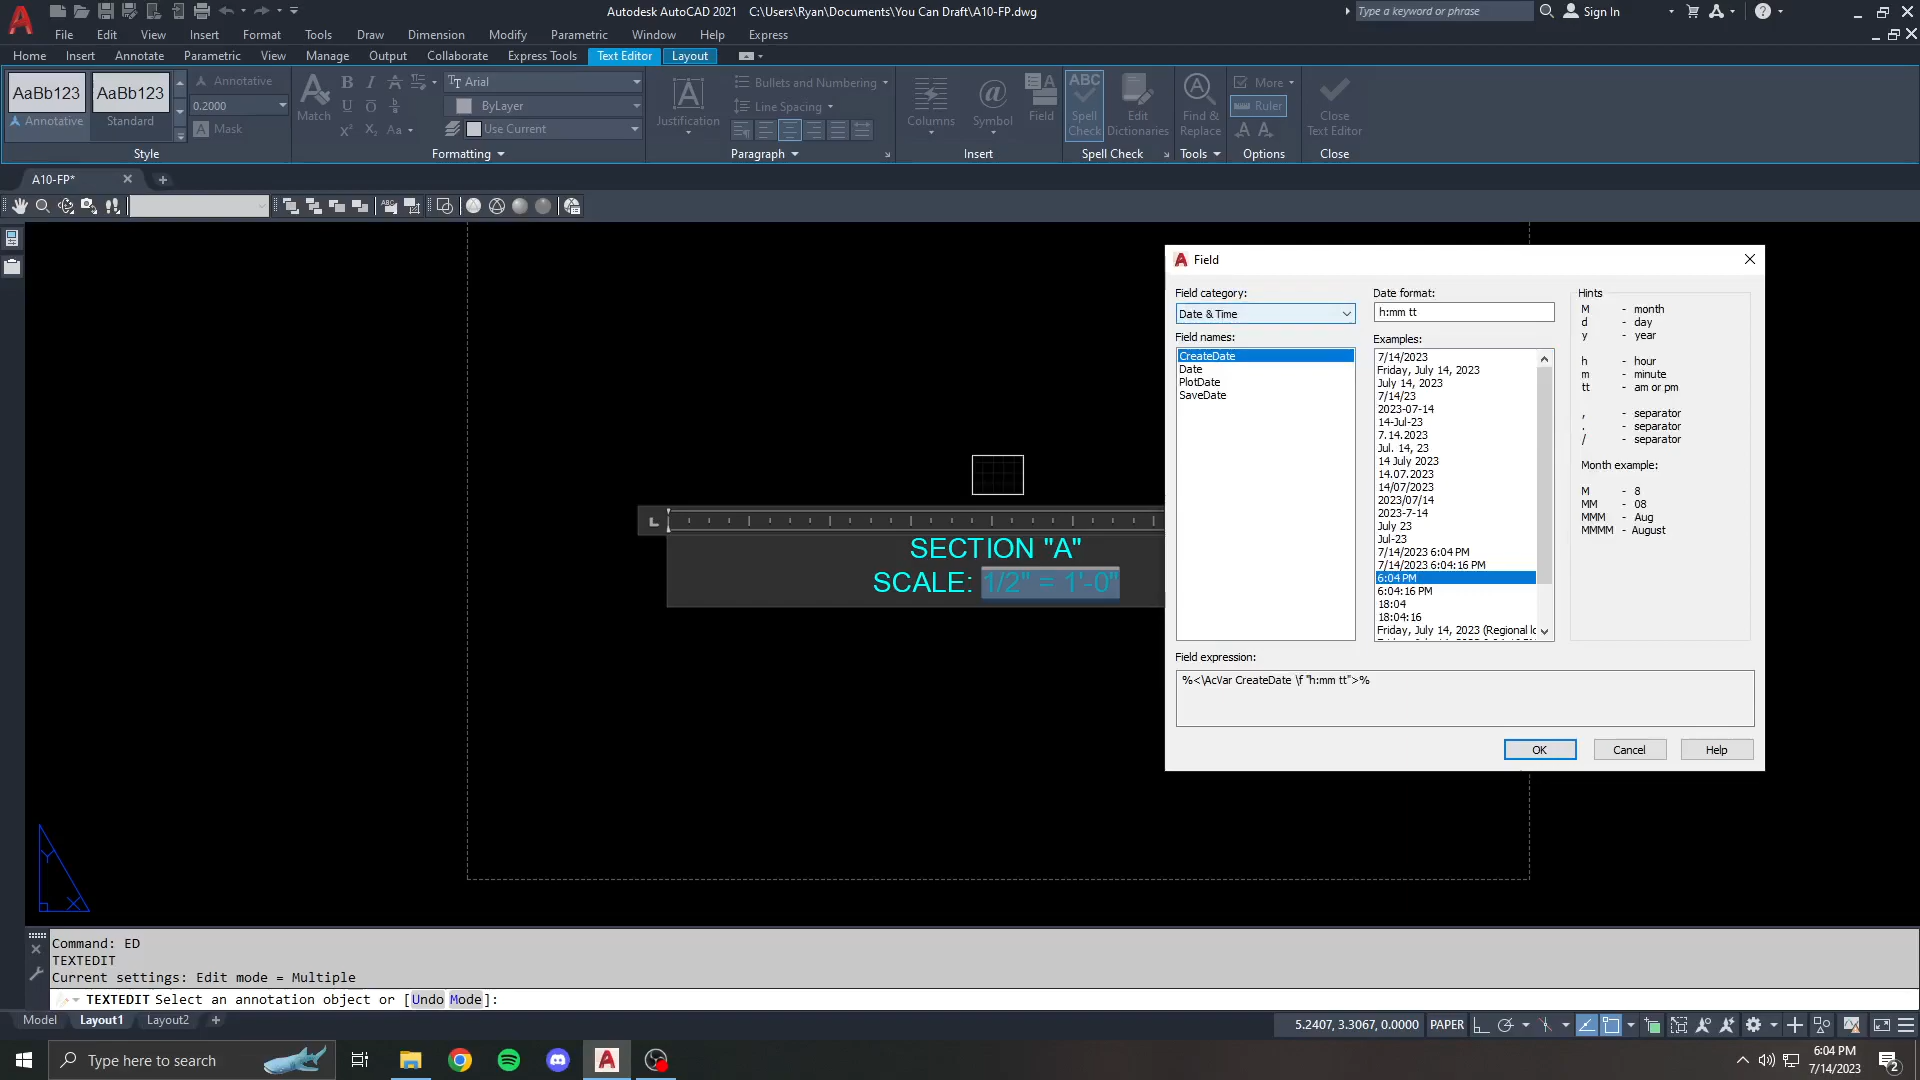 Autodesk AutoCAD 2021 C:\Users\Ryan\Documents\You Can Draft\A10-FP.dwg
Type a keyword or phrase
Sign In
File Edit View Insert Format Tools Draw Dimension Modify Parametric Window Help Express
Home Insert Annotate Parametric View Manage Output Collaborate Express Tools Text Editor Layout
AaBb123 AaBb123
Annotative Standard
Annotative
0.2000
Mask
Style
Match
Arial
ByLayer
Use Current
Formatting
Justification
Bullets and Numbering
Line Spacing
Paragraph
Columns
Symbol
Field
Insert
ABC
Spell Check
Edit Dictionaries
Spell Check
Find & Replace
Tools
More
Ruler
Options
Close Text Editor
Close
A10-FP*
SECTION "A"
SCALE: 1/2" = 1'-0"
Field
Field category:
Date & Time
Field names:
CreateDate
Date
PlotDate
SaveDate
Date format:
h:mm tt
Examples:
7/14/2023
Friday, July 14, 2023
July 14, 2023
7/14/23
2023-07-14
14-Jul-23
7.14.2023
Jul. 14, 23
14 July 2023
14.07.2023
14/07/2023
2023/07/14
2023-7-14
July 23
Jul-23
7/14/2023 6:04 PM
7/14/2023 6:04:16 PM
6:04 PM
6:04:16 PM
18:04
18:04:16
Friday, July 14, 2023 (Regional lo
Hints
M - month
d - day
y - year
h - hour
m - minute
tt - am or pm
, - separator
. - separator
/ - separator
Month example:
M - 8
MM - 08
MMM - Aug
MMMM - August
Field expression:
%<\AcVar CreateDate \f "h:mm tt">%
OK Cancel Help
Y
X
Command: ED
TEXTEDIT
Current settings: Edit mode = Multiple
TEXTEDIT Select an annotation object or [Undo Mode]:
Model Layout1 Layout2
5.2407, 3.3067, 0.0000 PAPER
Type here to search
6:04 PM
7/14/2023
2